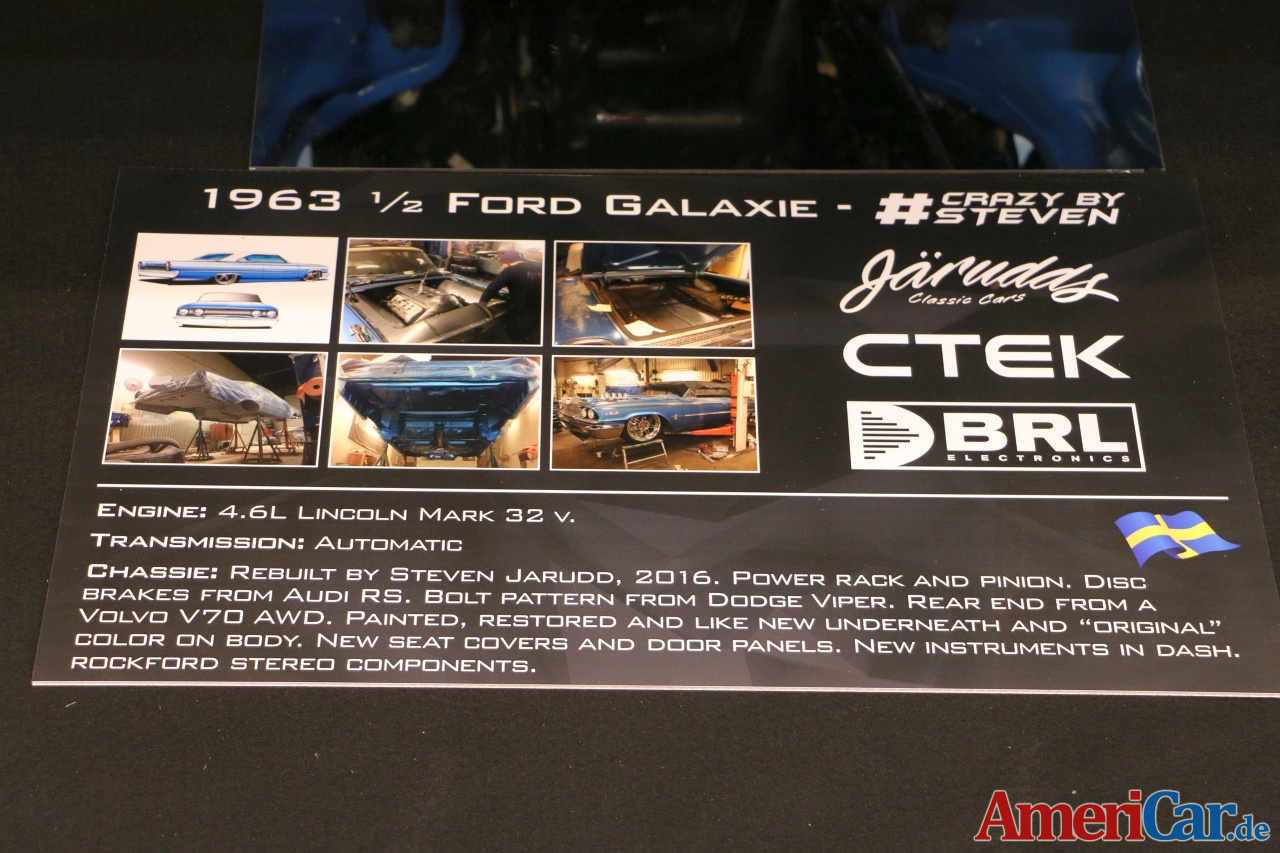 1963 ½ Ford Galaxie - #CRAZY BY STEVEN
Järudds
Classic Cars
CTEK
BRL
ELECTRONICS
Engine: 4.6L Lincoln Mark 32 v.
Transmission: Automatic
Chassie: Rebuilt by Steven Jarudd, 2016. Power rack and pinion. Disc
brakes from Audi RS. Bolt pattern from Dodge Viper. Rear end from a
Volvo V70 AWD. Painted, restored and like new underneath and “original”
color on body. New seat covers and door panels. New instruments in dash.
Rockford stereo components.
AmeriCar.de